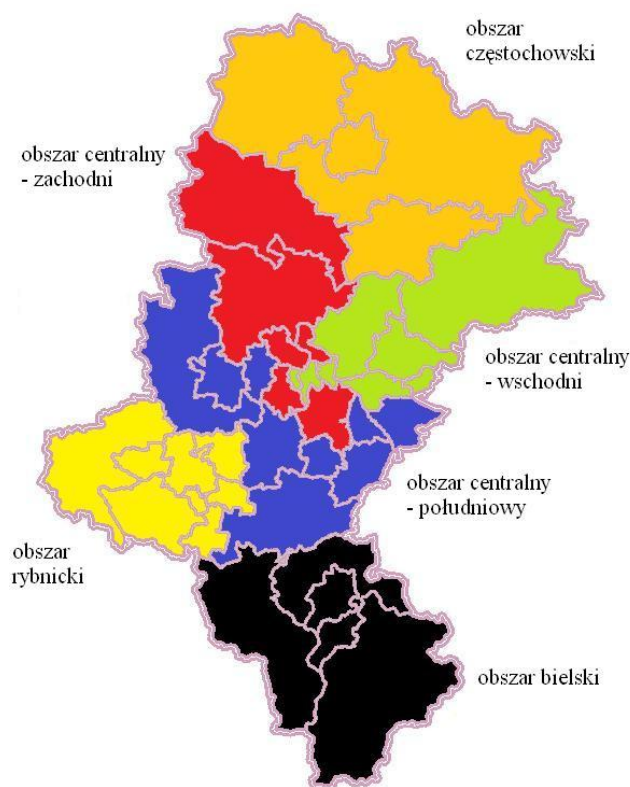 obszar
częstochowski
obszar centralny
- zachodni
obszar centralny
- wschodni
obszar centralny
- południowy
obszar
rybnicki
obszar bielski